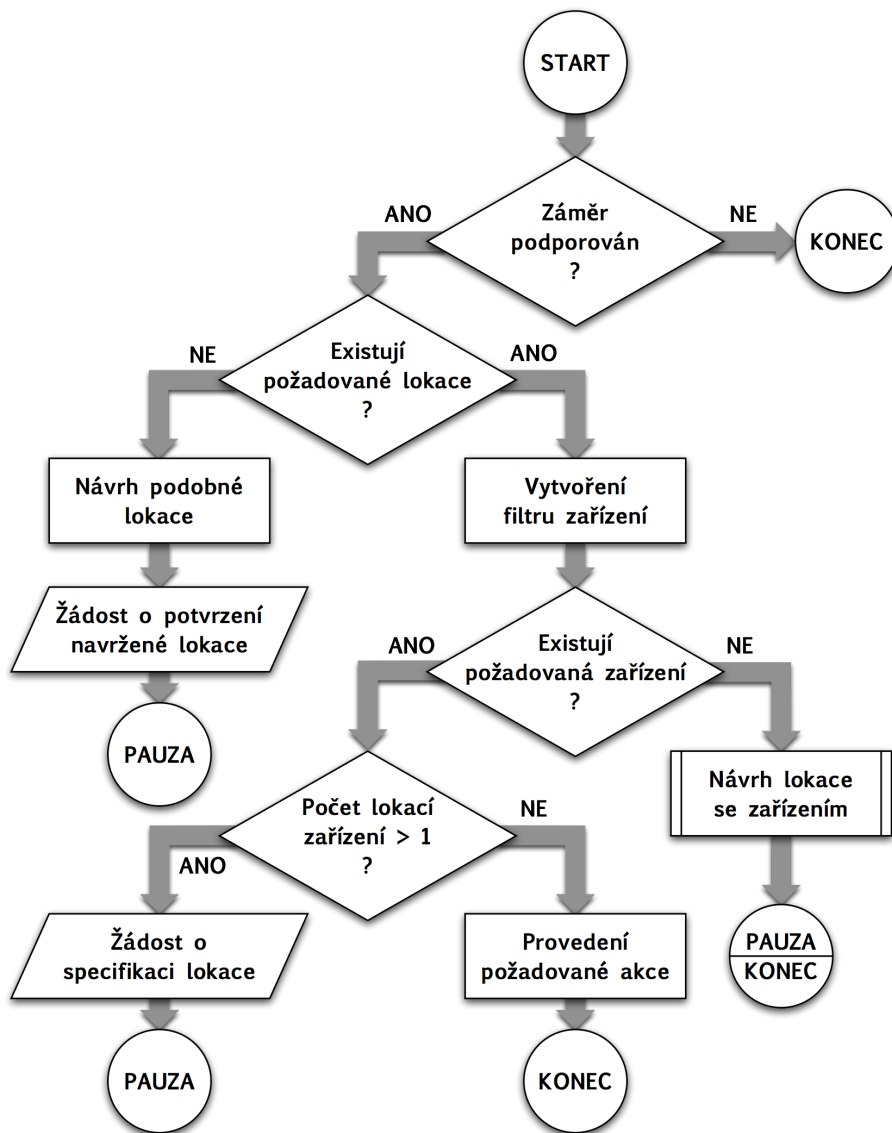 START
ANO
Záměr
podporován
?
NE
KONEC
NE
Existují
požadované lokace
?
ANO
Návrh podobné
lokace
Vytvoření
filtru zařízení
Žádost o potvrzení
navržené lokace
ANO
Existují
požadovaná zařízení
?
NE
PAUZA
Návrh lokace
se zařízením
Počet lokací
zařízení > 1
?
NE
ANO
Žádost o
specifikaci lokace
Provedení
požadované akce
PAUZA
KONEC
PAUZA
KONEC